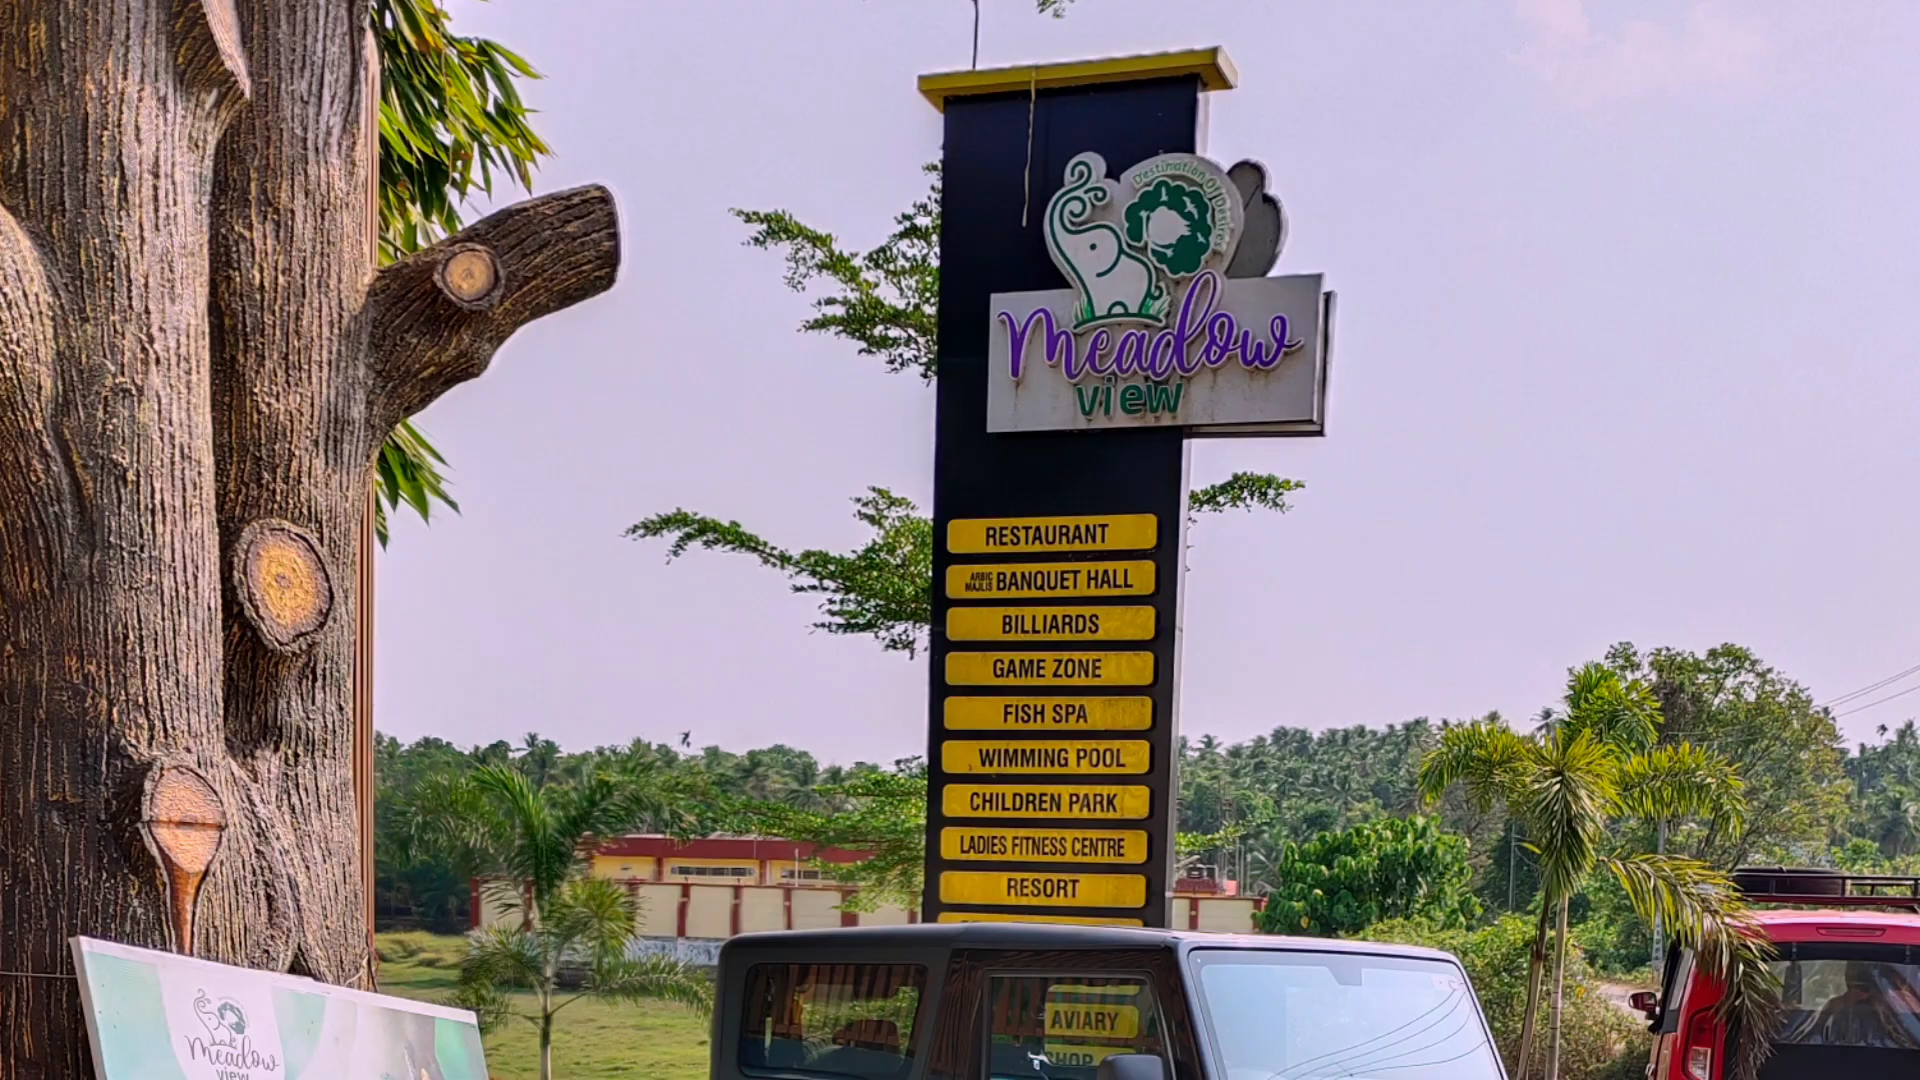 Destination Of Desires
Meadow
view
RESTAURANT
ARBIC
MAJLIS BANQUET HALL
BILLIARDS
GAME ZONE
FISH SPA
WIMMING POOL
CHILDREN PARK
LADIES FITNESS CENTRE
RESORT
AVIARY
SHOP
Meadow
view